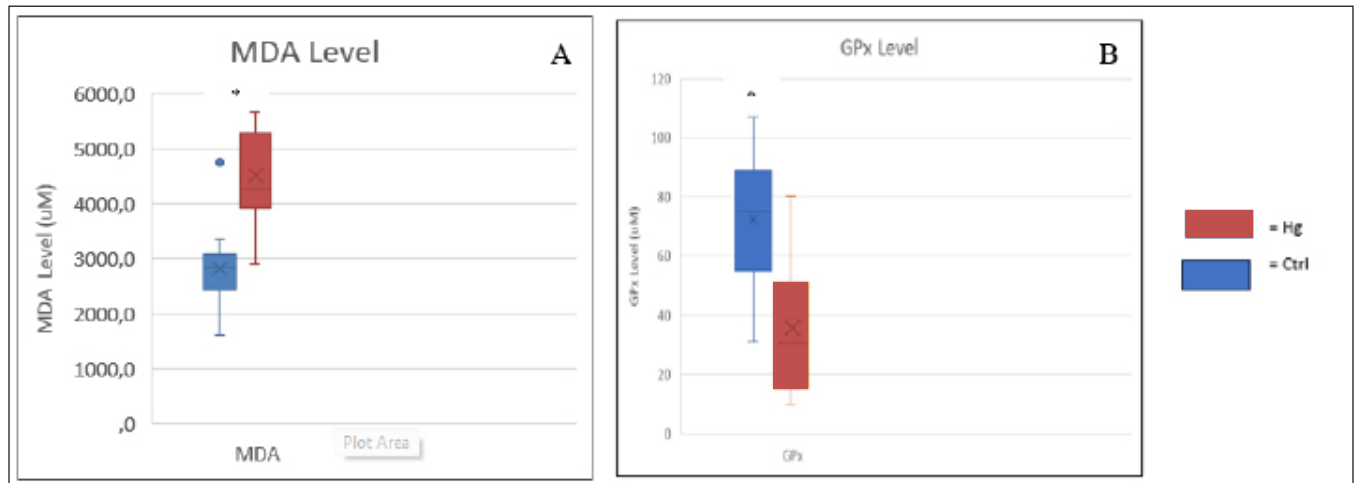 MDA Level
A
*
6000,0
5000,0
4000,0
3000,0
2000,0
1000,0
,0
MDA Level (uM)
MDA
Plot Area
GPx Level
B
120
100
80
60
40
20
0
GPx Level (uM)
GPx
= Hg
= Ctrl